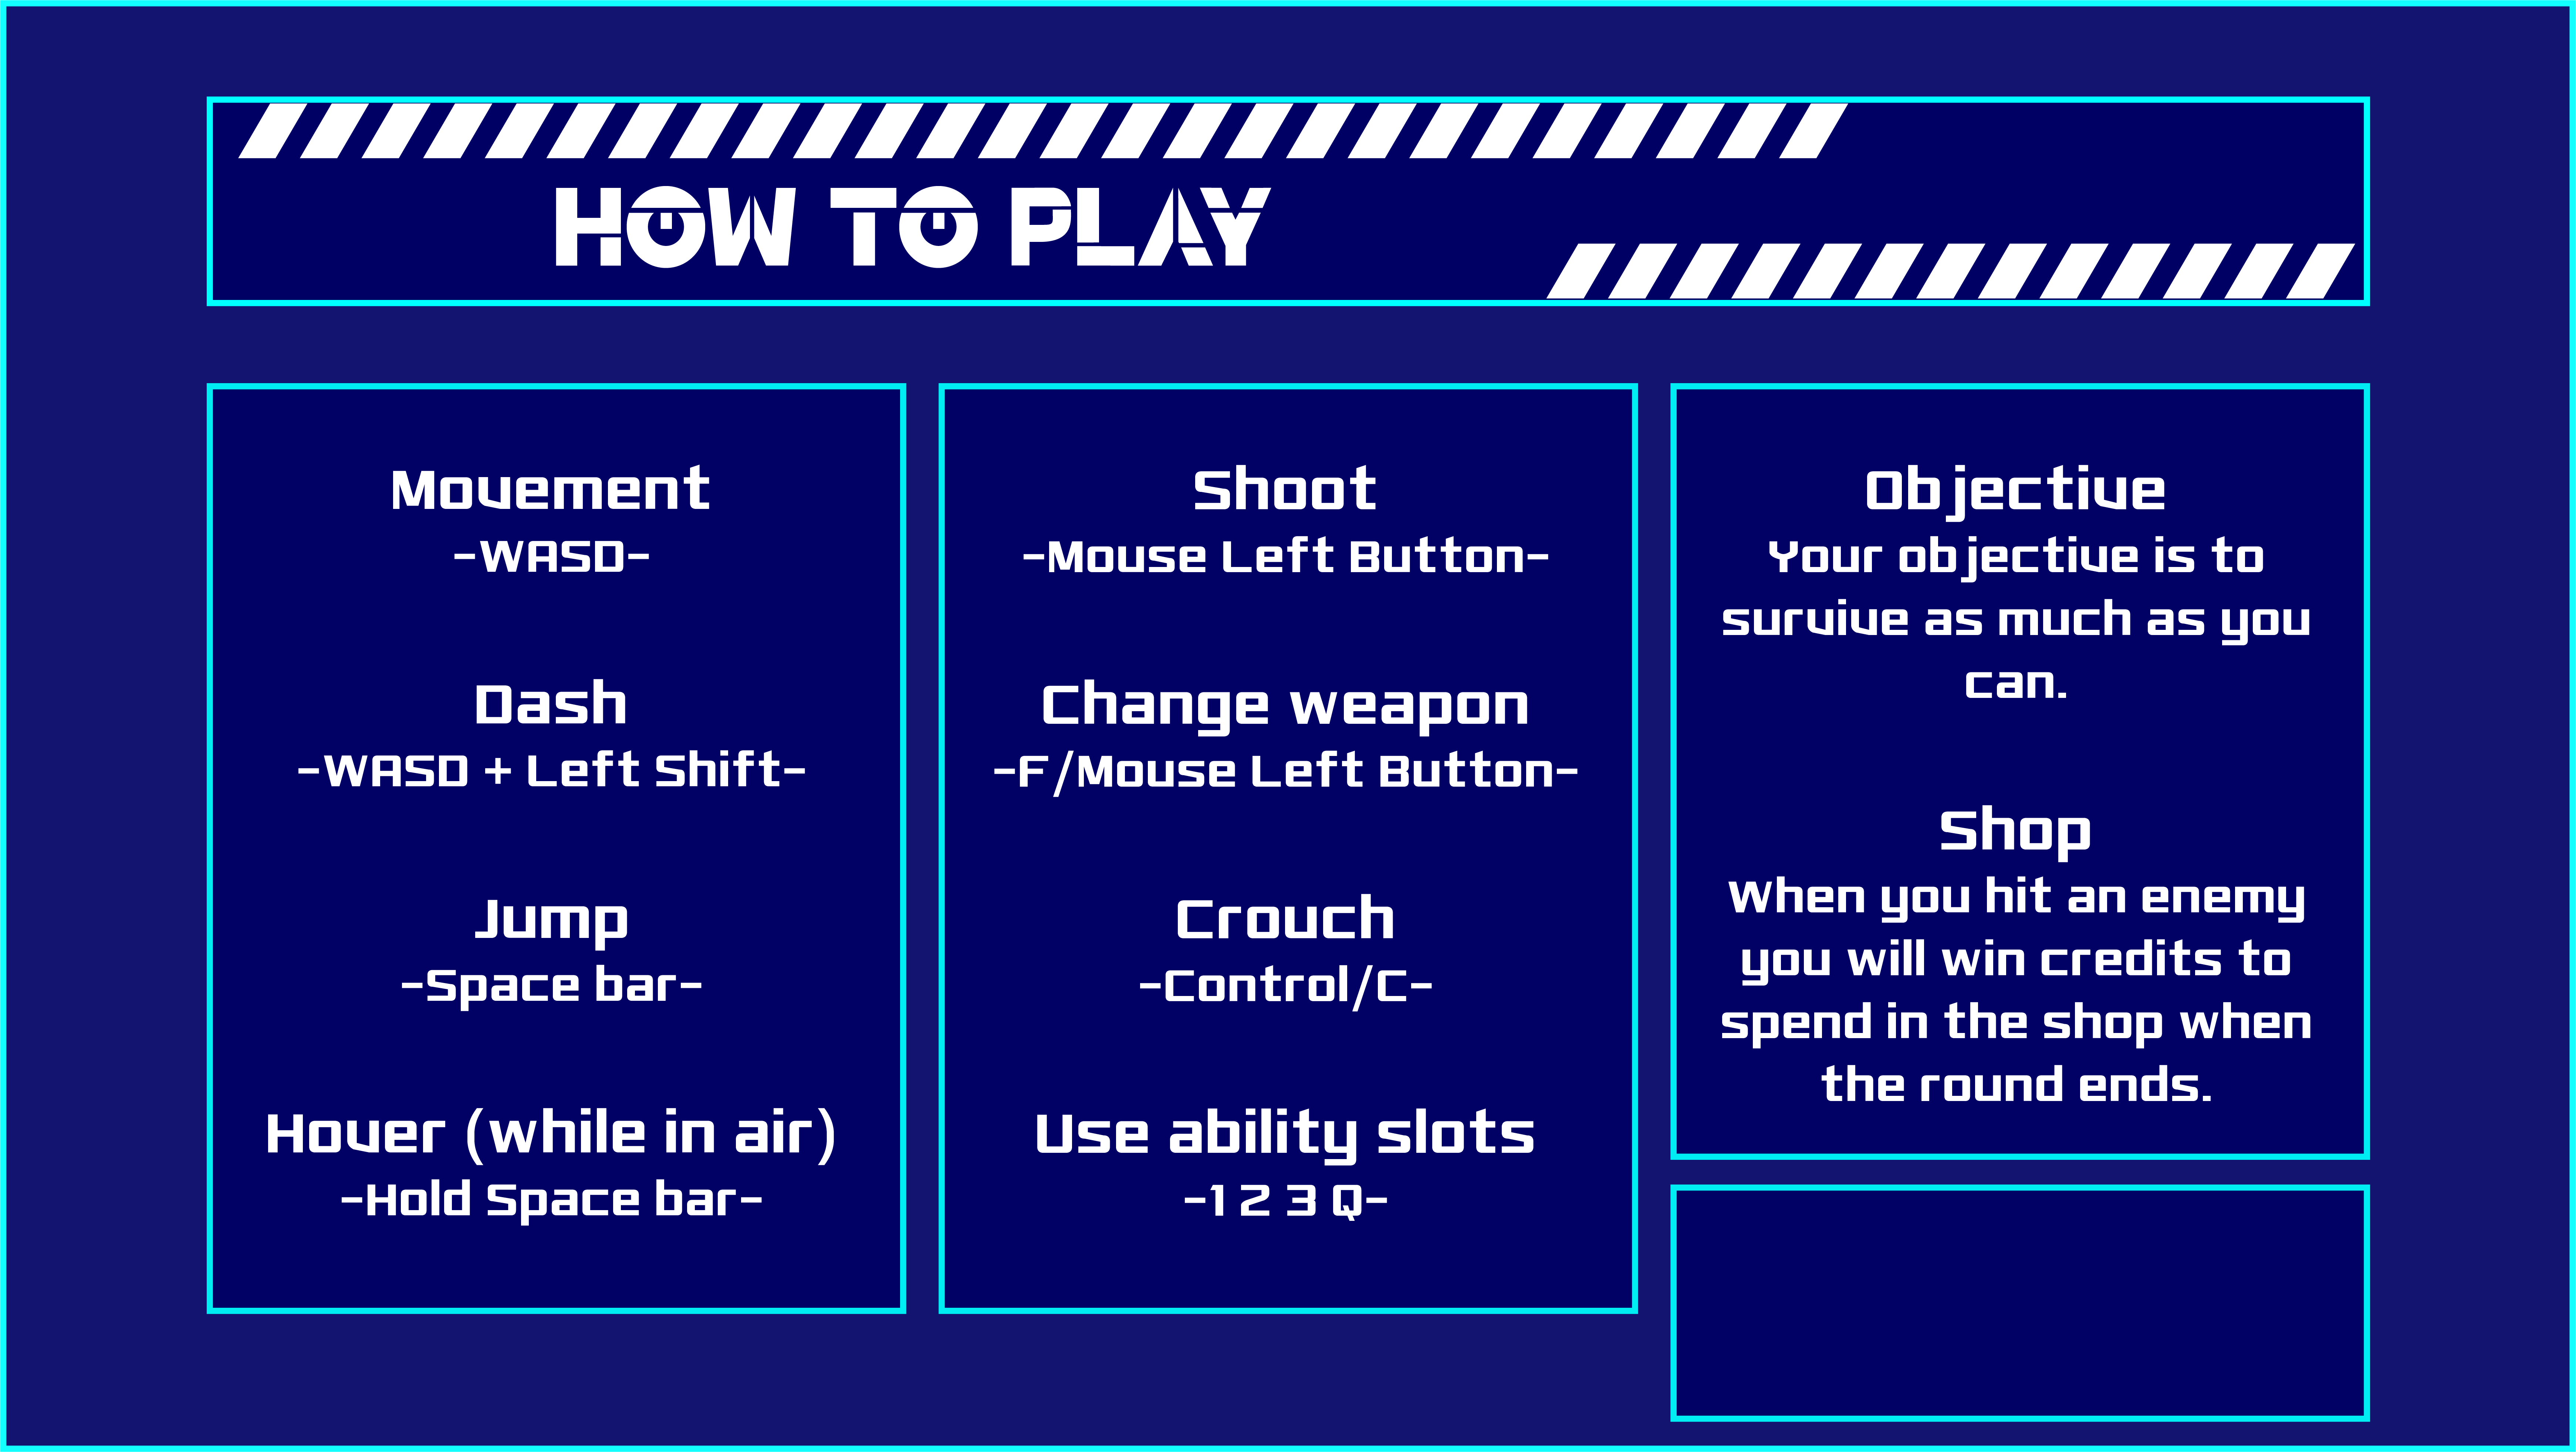 HOW TO PLAY
Movement
-WASD-
Dash
-WASD + Left Shift-
Jump
-Space bar-
Hover (while in air)
-Hold Space bar-
Shoot
-Mouse Left Button-
Change weapon
-F/Mouse Left Button-
Crouch
-Control/C-
Use ability slots
-1 2 3 Q-
Objective
Your objective is to
survive as much as you
can.
Shop
When you hit an enemy
you will win credits to
spend in the shop when
the round ends.